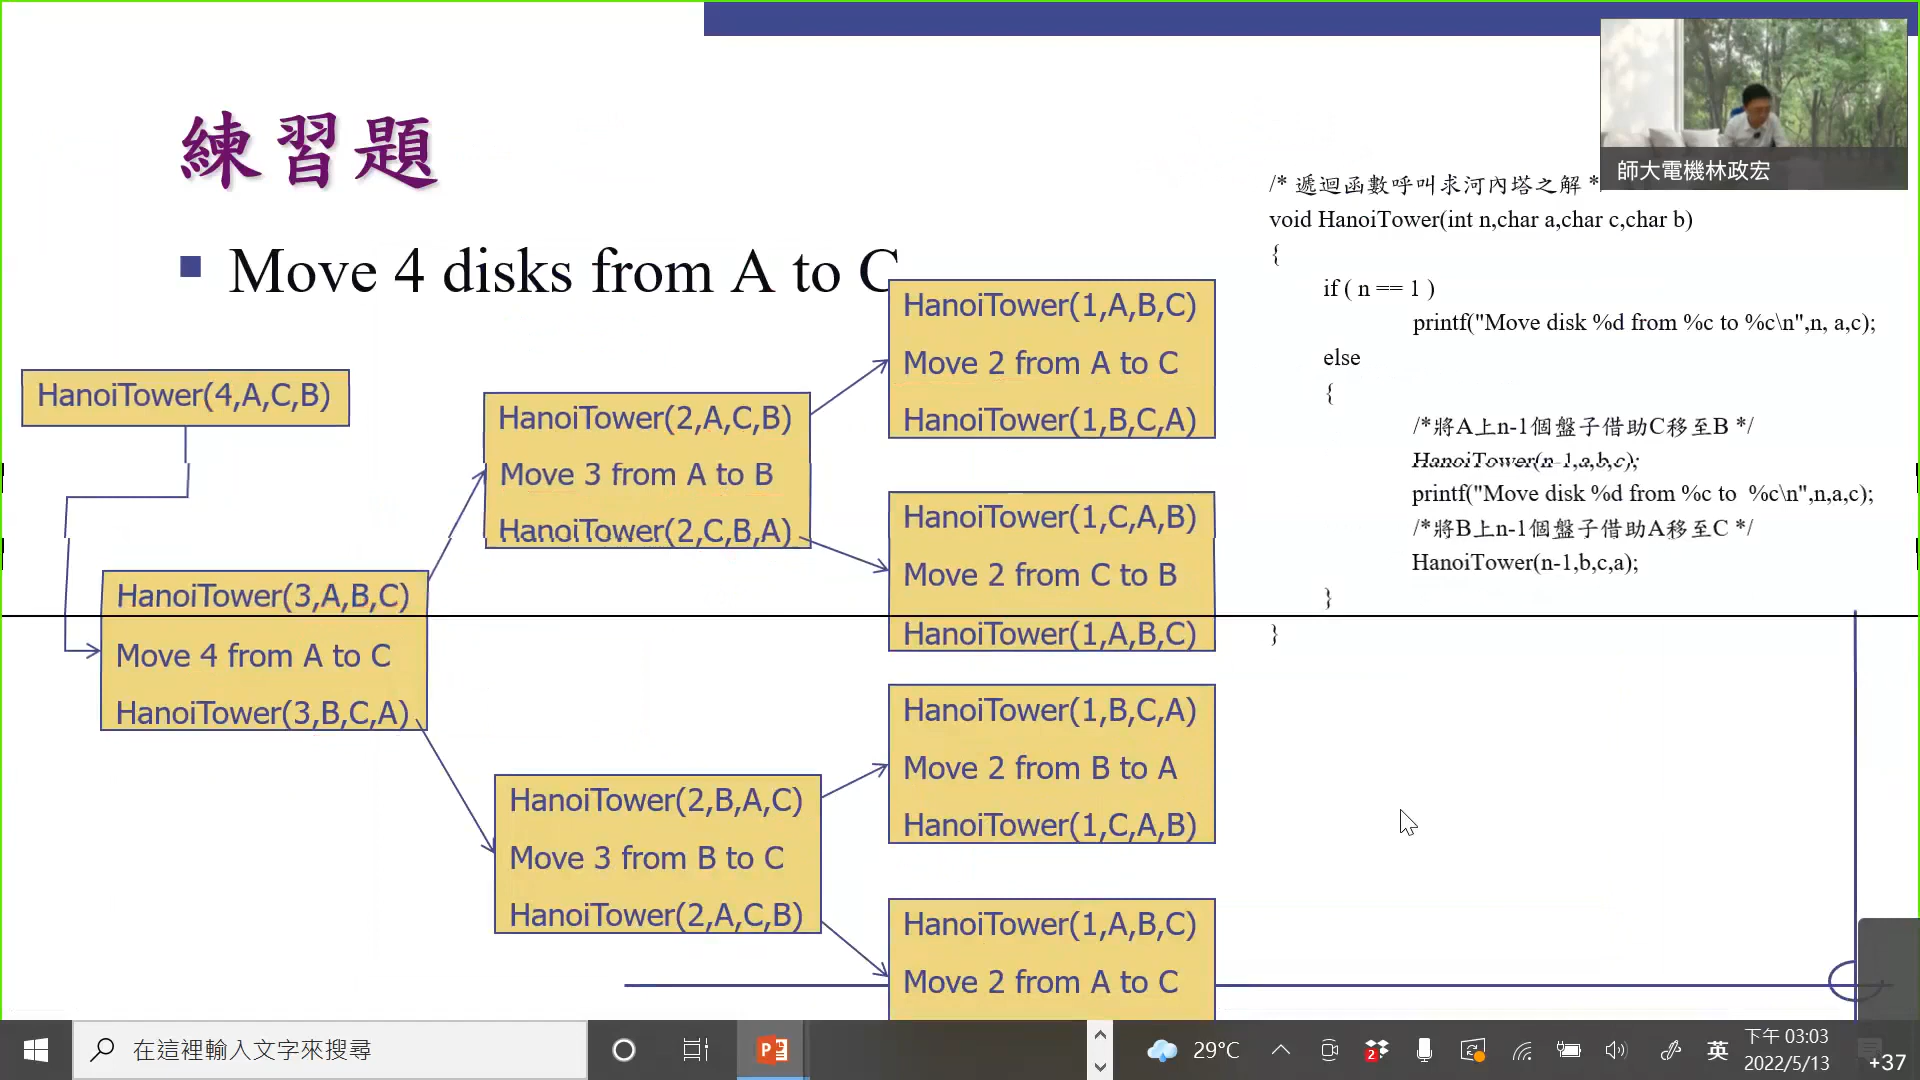 練習題
Move 4 disks from A to C
HanoiTower(4,A,C,B)
HanoiTower(3,A,B,C)
Move 4 from A to C
HanoiTower(3,B,C,A)
HanoiTower(2,A,C,B)
Move 3 from A to B
HanoiTower(2,C,B,A)
HanoiTower(2,B,A,C)
Move 3 from B to C
HanoiTower(2,A,C,B)
HanoiTower(1,A,B,C)
Move 2 from A to C
HanoiTower(1,B,C,A)
HanoiTower(1,C,A,B)
Move 2 from C to B
HanoiTower(1,A,B,C)
HanoiTower(1,B,C,A)
Move 2 from B to A
HanoiTower(1,C,A,B)
HanoiTower(1,A,B,C)
Move 2 from A to C
師大電機林政宏
/* 遞迴函數呼叫求河內塔之解 *
void HanoiTower(int n,char a,char c,char b)
{
if ( n == 1 )
printf("Move disk %d from %c to %c\n",n, a,c);
else
{
/*將A上n-1個盤子借助C移至B */
HanoiTower(n-1,a,b,c);
printf("Move disk %d from %c to %c\n",n,a,c);
/*將B上n-1個盤子借助A移至C */
HanoiTower(n-1,b,c,a);
}
}
在這裡輸入文字來搜尋
29°C
2
英
下午 03:03
2022/5/13
+37